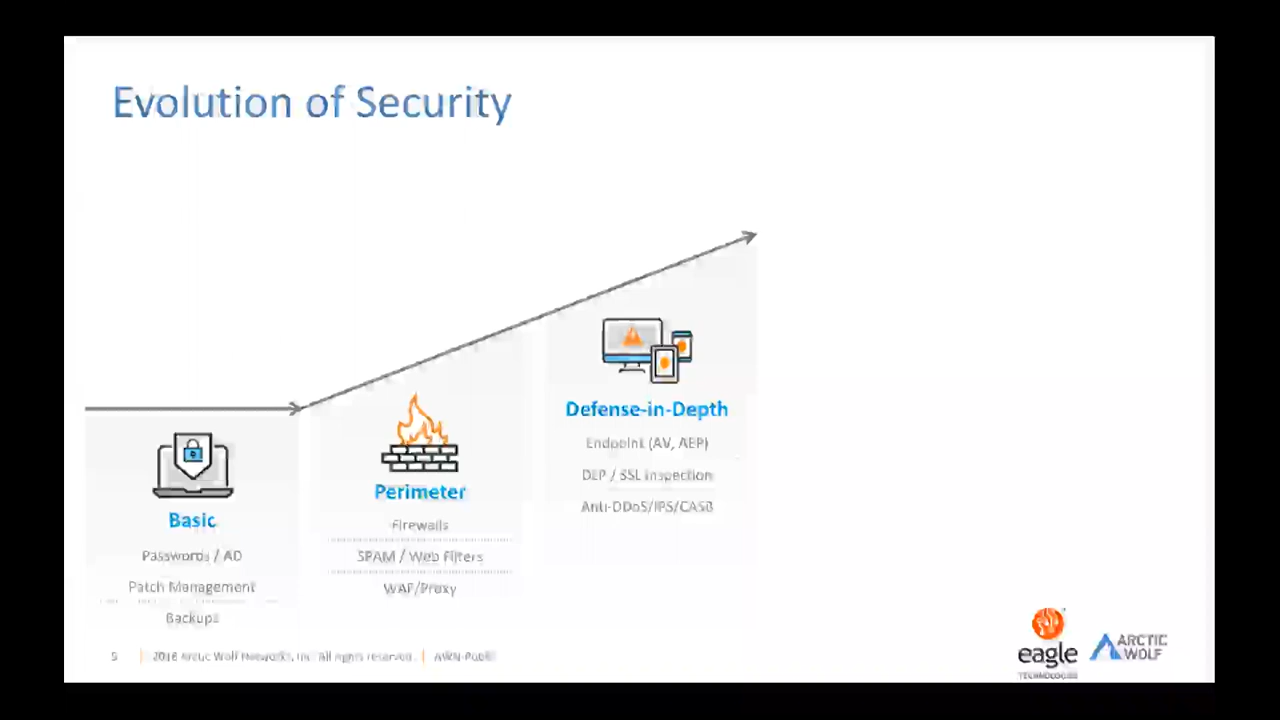 Evolution of Security
Basic
Passwords / AD
Patch Management
Backups
Perimeter
Firewalls
SPAM / Web Filters
WAF/Proxy
Defense-in-Depth
Endpoint (AV, AEP)
DLP / SSL Inspection
Anti-DDoS/IPS/CASB
5
2018 Arctic Wolf Networks, Inc. All rights reserved.
AWN-Public
eagle
TECHNOLOGIES
ARCTIC
WOLF